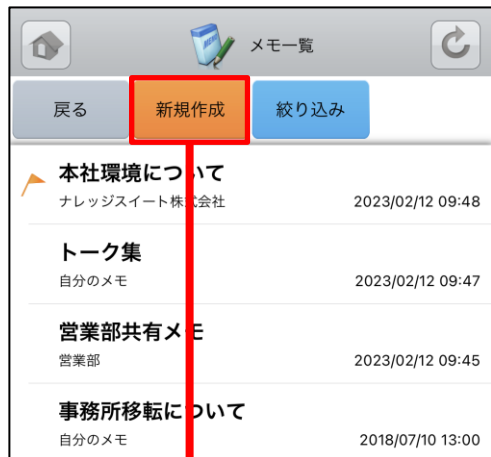 メモ一覧
戻る 新規作成 絞り込み
本社環境について
ナレッジスイート株式会社 2023/02/12 09:48
トーク集
自分のメモ 2023/02/12 09:47
営業部共有メモ
営業部 2023/02/12 09:45
事務所移転について
自分のメモ 2018/07/10 13:00